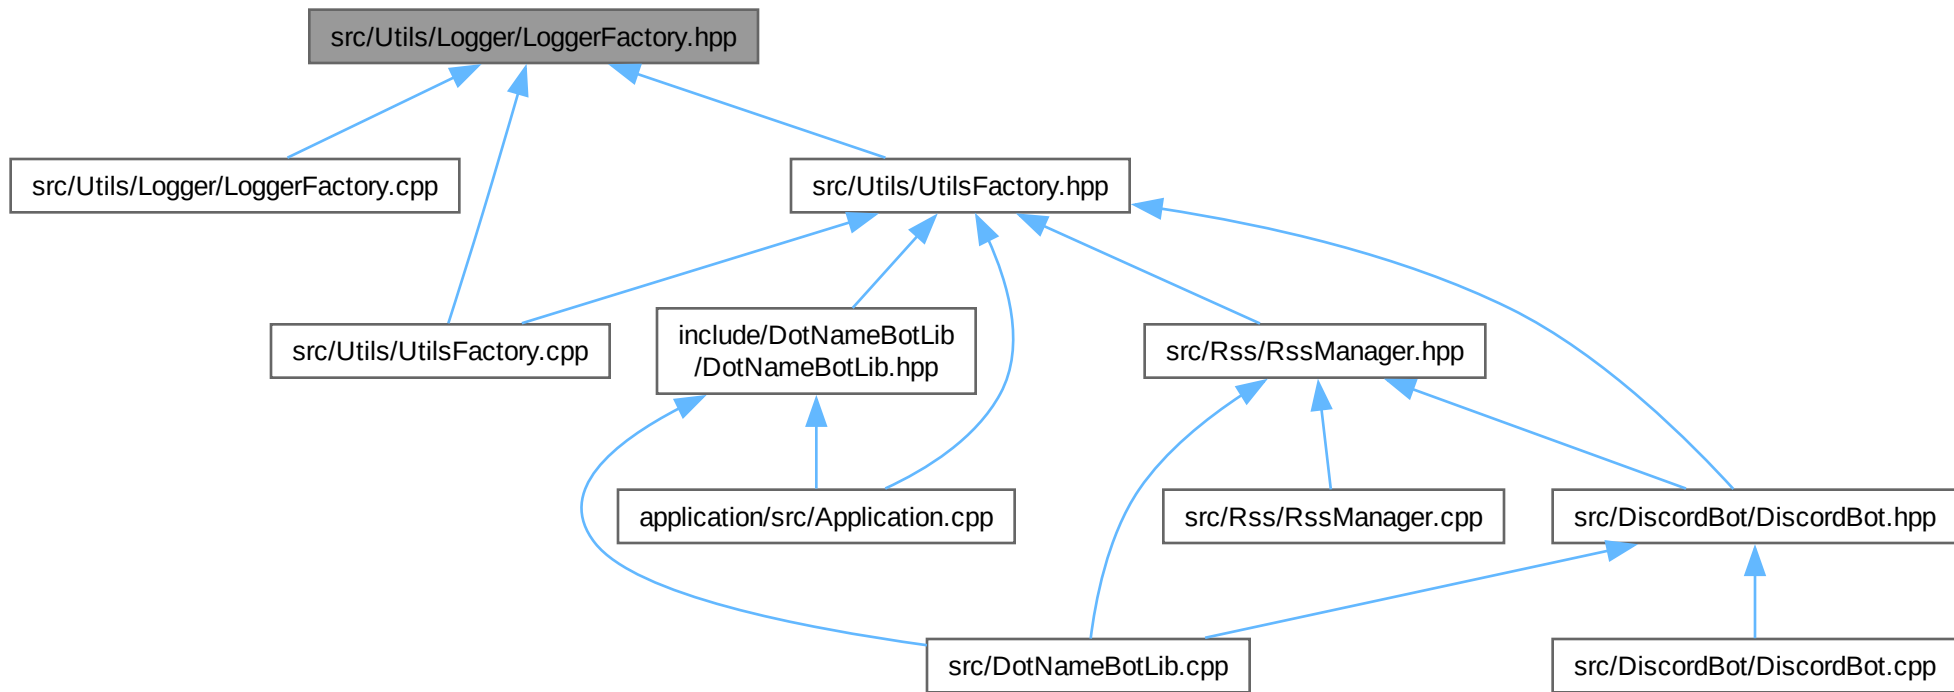 src/Utils/Logger/LoggerFactory.hpp
src/Utils/Logger/LoggerFactory.cpp
src/Utils/UtilsFactory.hpp
src/Utils/UtilsFactory.cpp
include/DotNameBotLib
/DotNameBotLib.hpp
src/Rss/RssManager.hpp
application/src/Application.cpp
src/Rss/RssManager.cpp
src/DiscordBot/DiscordBot.hpp
src/DotNameBotLib.cpp
src/DiscordBot/DiscordBot.cpp